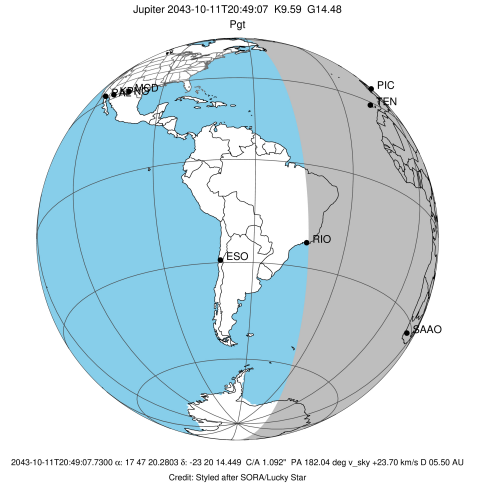 Jupiter 2043-10-11T20:49:07 K9.59 G14.48
Pgt
MCD
PIC
TEN
RIO
ESO
SAAO
2043-10-11T20:49:07.7300 α: 17 47 20.2803 δ: -23 20 14.449 C/A 1.092" PA 182.04 deg v_sky +23.70 km/s D 05.50 AU
Credit: Styled after SORA/Lucky Star